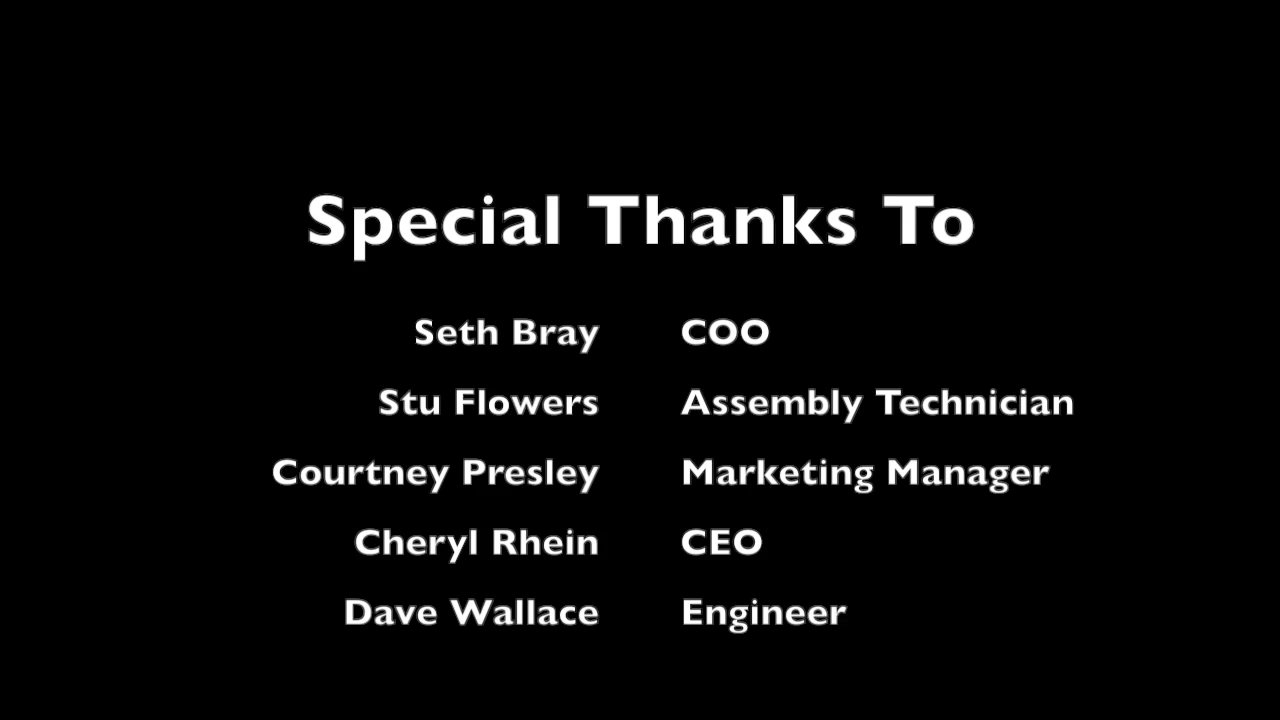 Special Thanks To
Seth Bray COO
Stu Flowers Assembly Technician
Courtney Presley Marketing Manager
Cheryl Rhein CEO
Dave Wallace Engineer